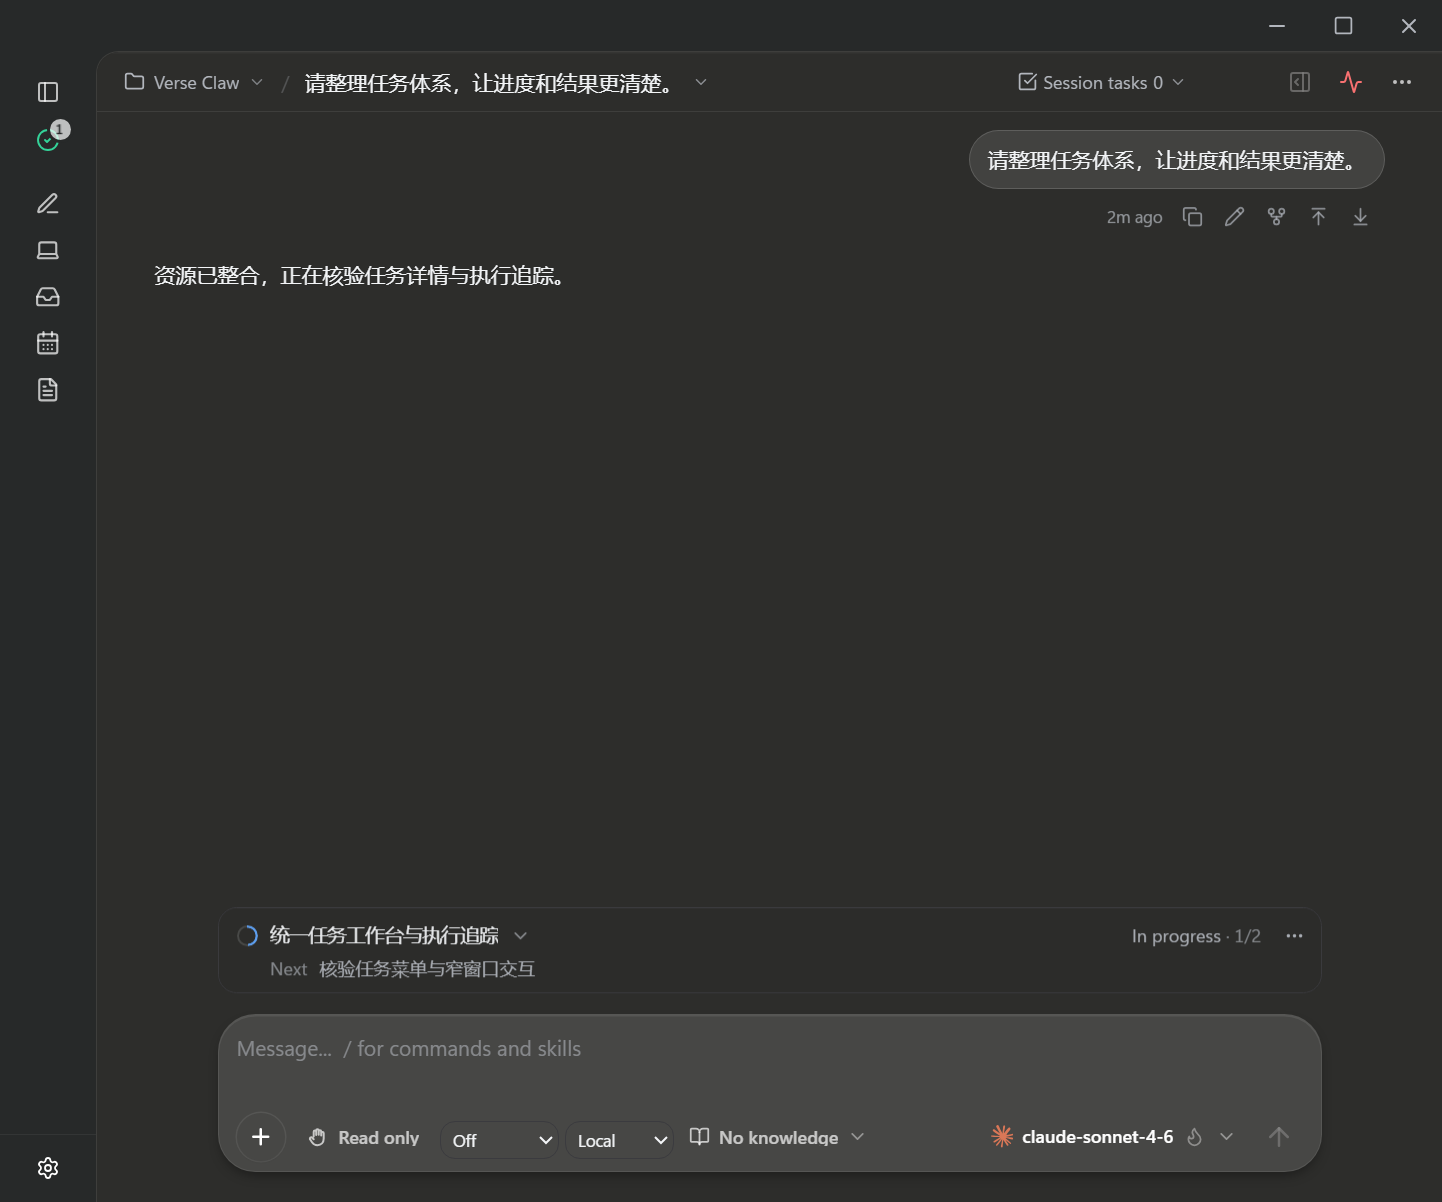 Verse Claw / 请整理任务体系，让进度和结果更清楚。 Session tasks 0
1
请整理任务体系，让进度和结果更清楚。
2m ago
资源已整合，正在核验任务详情与执行追踪。
统一任务工作台与执行追踪 In progress · 1/2
Next 核验任务菜单与窄窗口交互
Message... / for commands and skills
Read only Off Local No knowledge claude-sonnet-4-6